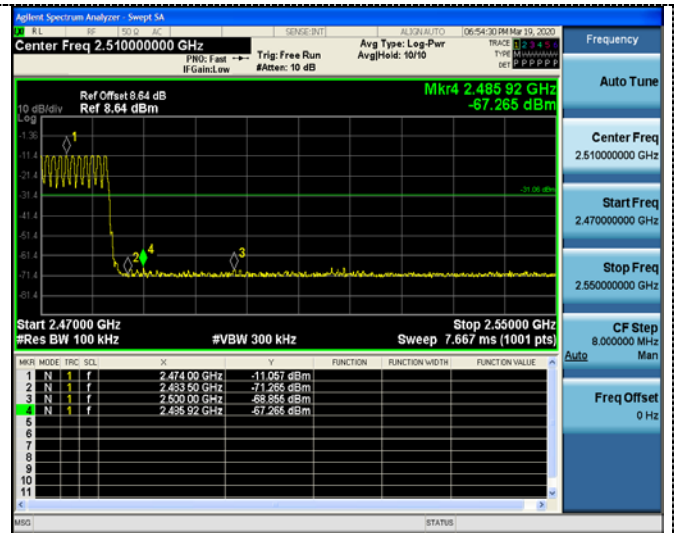 Agilent Spectrum Analyzer - Swept SA
RL RF 50 Ω AC SENSE:INT ALIGNAUTO 06:54:30 PM Mar 19, 2020
Center Freq 2.510000000 GHz
PNO: Fast
IFGain:Low
Trig: Free Run
#Atten: 10 dB
Avg Type: Log-Pwr
Avg|Hold: 10/10
TRACE 1 2 3 4 5 6
TYPE M
DET P P P P P P
Mkr4 2.485 92 GHz
-67.265 dBm
Ref Offset 8.64 dB
10 dB/div Ref 8.64 dBm
Log
-1.36
-11.4
-21.4
-31.4
-41.4
-51.4
-61.4
-71.4
-81.4
1
2
4
3
-31.06 dBm
Start 2.47000 GHz Stop 2.55000 GHz
#Res BW 100 kHz #VBW 300 kHz Sweep 7.667 ms (1001 pts)
MKR MODE TRC SCL X Y FUNCTION FUNCTION WIDTH FUNCTION VALUE
1 N 1 f 2.474 00 GHz -11.057 dBm
2 N 1 f 2.483 50 GHz -71.265 dBm
3 N 1 f 2.500 00 GHz -68.855 dBm
4 N 1 f 2.485 92 GHz -67.265 dBm
5
6
7
8
9
10
11
MSG STATUS
Frequency
Auto Tune
Center Freq
2.510000000 GHz
Start Freq
2.470000000 GHz
Stop Freq
2.550000000 GHz
CF Step
8.000000 MHz
Auto Man
Freq Offset
0 Hz